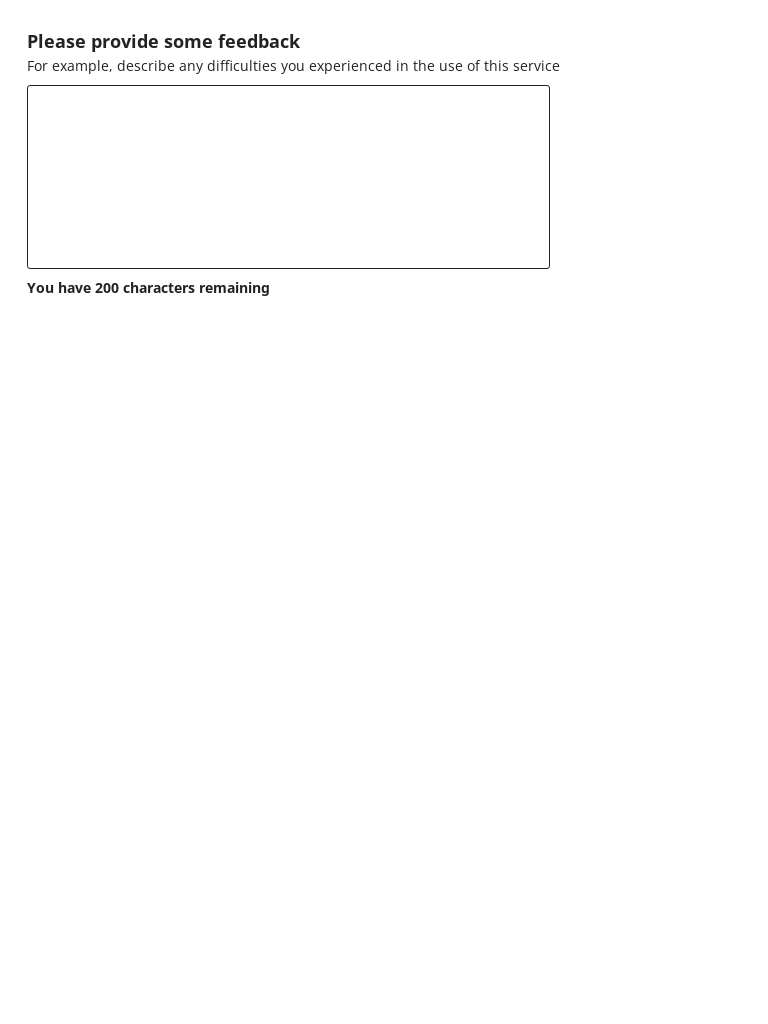 Please provide some feedback
For example, describe any difficulties you experienced in the use of this service
You have 200 characters remaining